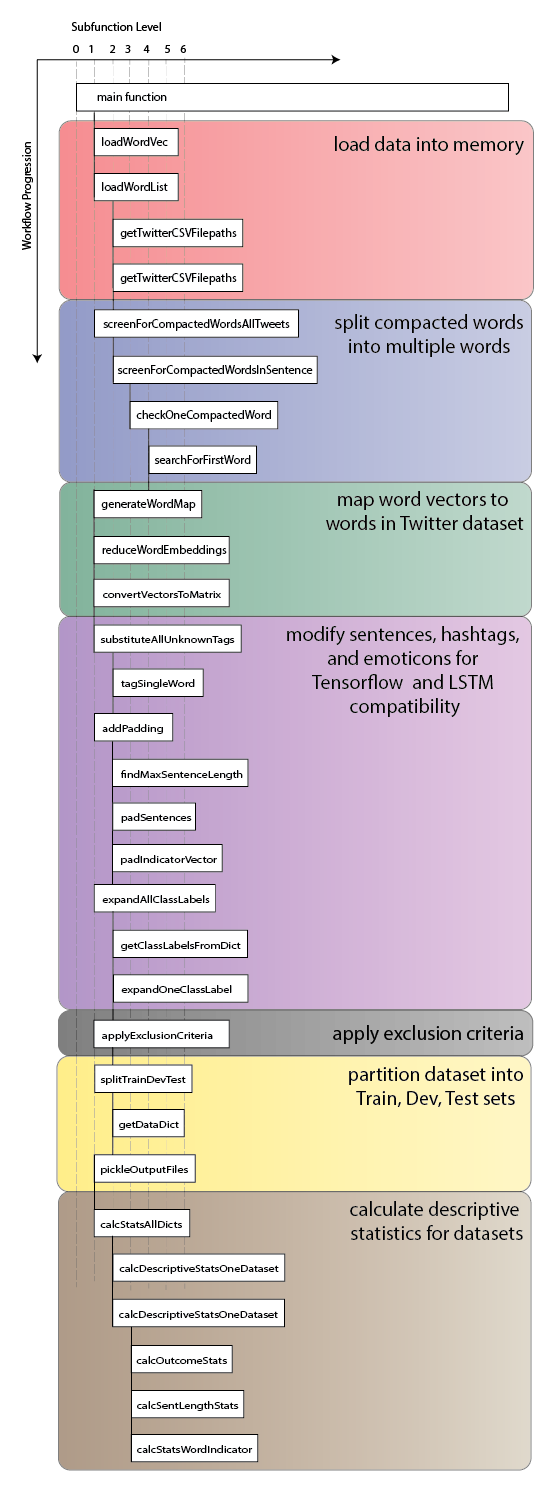 Subfunction Level
0 1 2 3 4 5 6
Workflow Progression
main function
load data into memory
loadWordVec
loadWordList
getTwitterCSVFilepaths
getTwitterCSVFilepaths
split compacted words
into multiple words
screenForCompactedWordsAllTweets
screenForCompactedWordsInSentence
checkOneCompactedWord
searchForFirstWord
map word vectors to
words in Twitter dataset
generateWordMap
reduceWordEmbeddings
convertVectorsToMatrix
modify sentences, hashtags,
and emoticons for
Tensorflow and LSTM
compatibility
substituteAllUnknownTags
tagSingleWord
addPadding
findMaxSentenceLength
padSentences
padIndicatorVector
expandAllClassLabels
getClassLabelsFromDict
expandOneClassLabel
apply exclusion criteria
applyExclusionCriteria
partition dataset into
Train, Dev, Test sets
splitTrainDevTest
getDataDict
pickleOutputFiles
calculate descriptive
statistics for datasets
calcStatsAllDicts
calcDescriptiveStatsOneDataset
calcDescriptiveStatsOneDataset
calcOutcomeStats
calcSentLengthStats
calcStatsWordIndicator